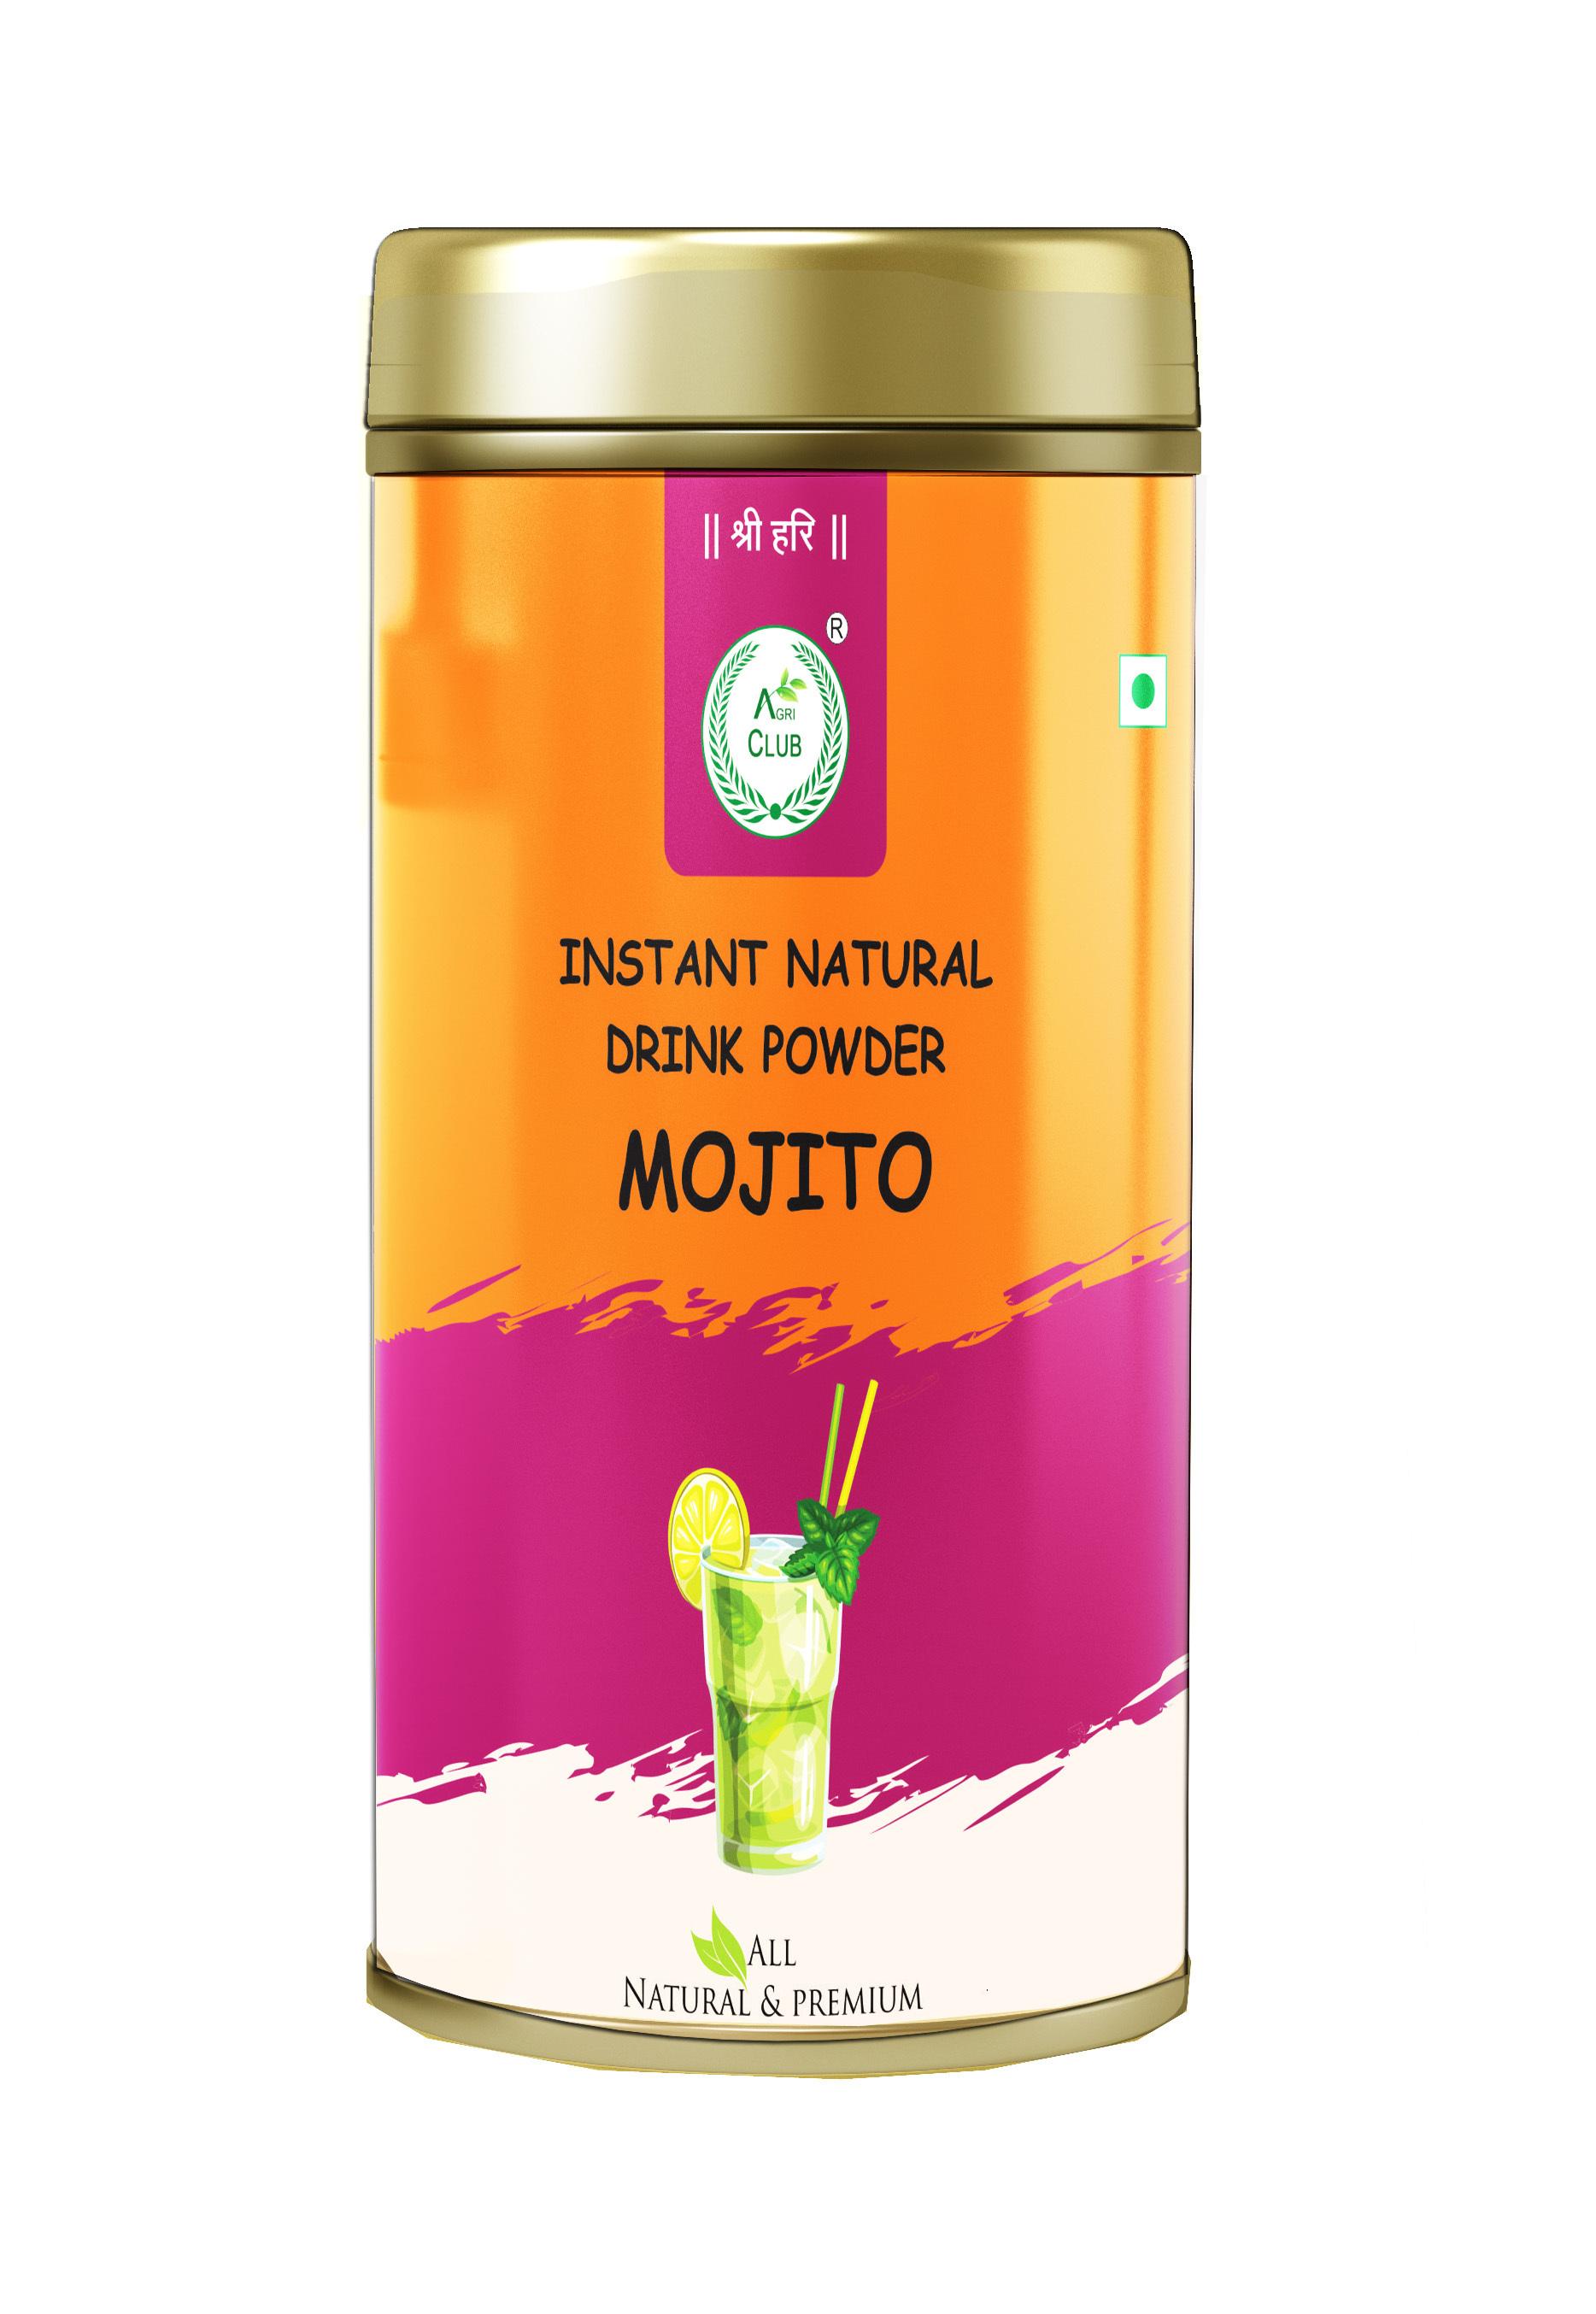 || श्री हरि ||
R
AGRI
CLUB
INSTANT NATURAL
DRINK POWDER
MOJITO
ALL
NATURAL & PREMIUM